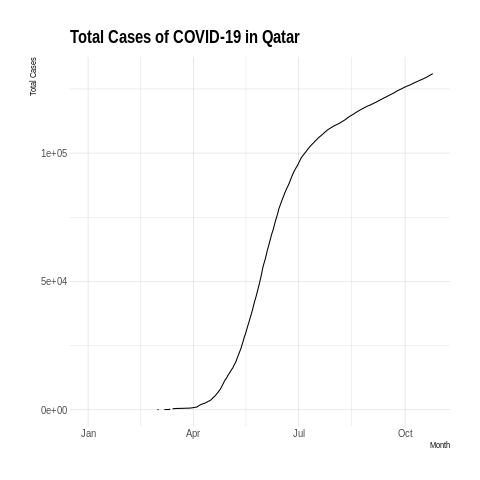 Total Cases of COVID-19 in Qatar
Total Cases
1e+05
5e+04
0e+00
Jan Apr Jul Oct
Month